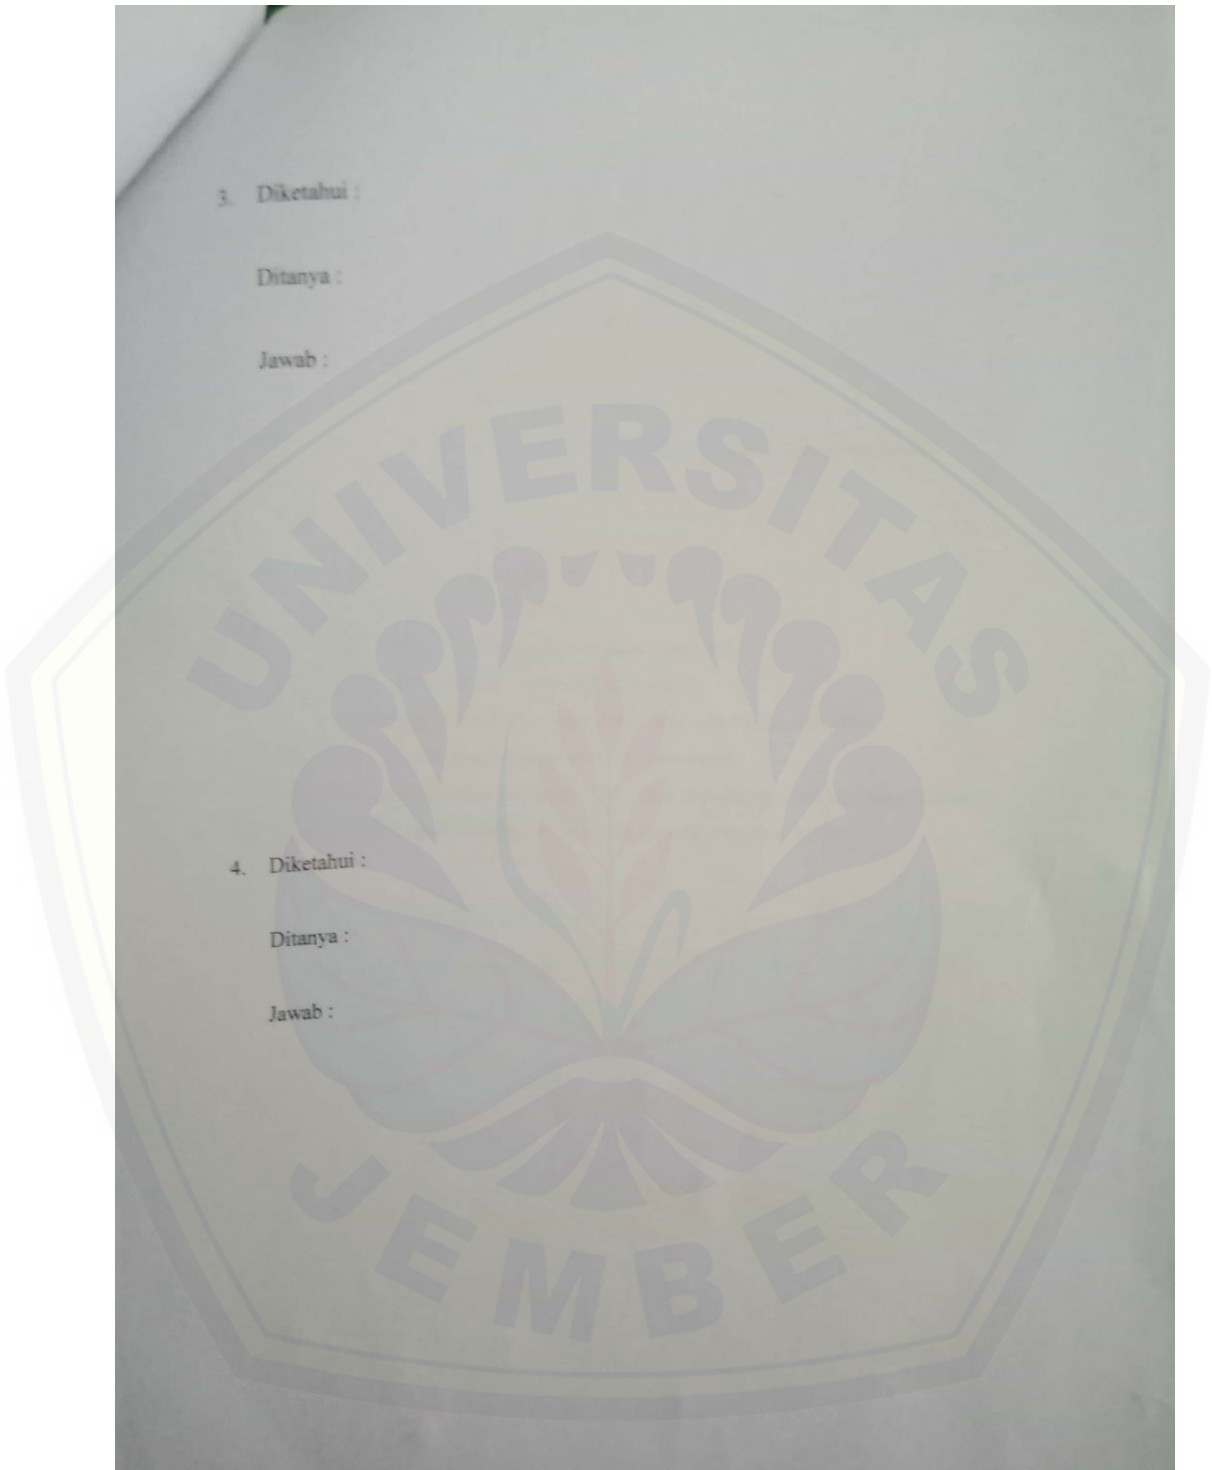 3. Diketahui :
Ditanya :
Jawab :
UNIVERSITAS
4. Diketahui :
Ditanya :
Jawab :
JEMBER